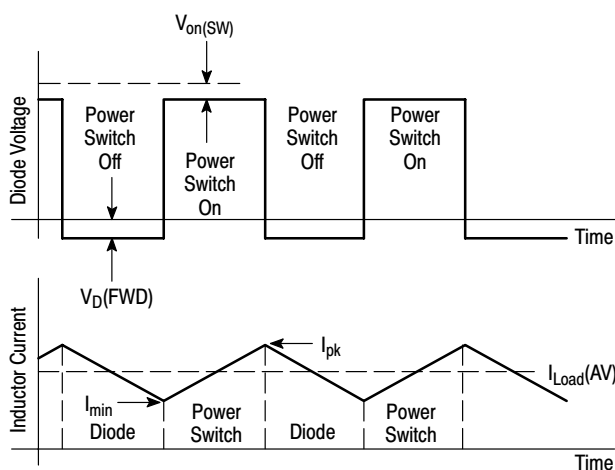 Von(SW)
Diode Voltage
Power
Switch
Off
Power
Switch
On
Power
Switch
Off
Power
Switch
On
Time
VD(FWD)
Inductor Current
Ipk
ILoad(AV)
Imin
Diode
Power
Switch
Diode
Power
Switch
Time